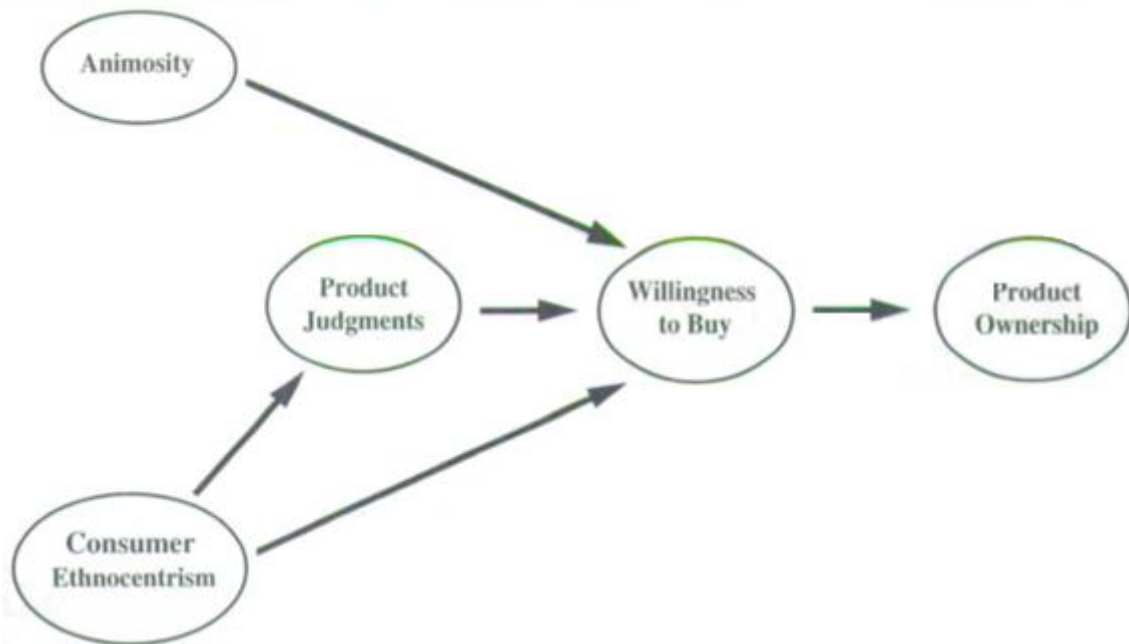 Animosity
Product
Judgments
Willingness
to Buy
Product
Ownership
Consumer
Ethnocentrism